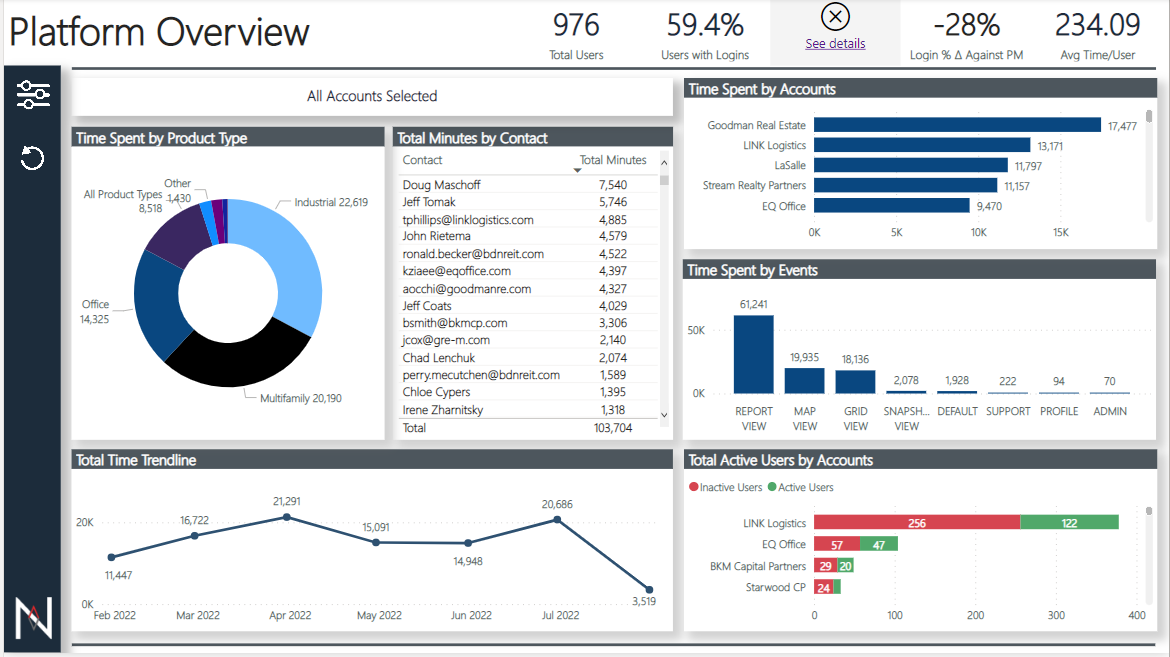 Platform Overview
976
Total Users
59.4%
Users with Logins
See details
-28%
Login % Δ Against PM
234.09
Avg Time/User
All Accounts Selected
Time Spent by Product Type
Other
1,430
All Product Types
8,518
Industrial 22,619
Office
14,325
Multifamily 20,190
Total Minutes by Contact
Contact Total Minutes
Doug Maschoff 7,540
Jeff Tomak 5,746
tphillips@linklogistics.com 4,885
John Rietema 4,579
ronald.becker@bdnreit.com 4,522
kziaee@eqoffice.com 4,397
aocchi@goodmanre.com 4,327
Jeff Coats 4,029
bsmith@bkmcp.com 3,306
jcox@gre-m.com 2,140
Chad Lenchuk 2,074
perry.mecutchen@bdnreit.com 1,589
Chloe Cypers 1,395
Irene Zharnitsky 1,318
Total 103,704
Time Spent by Accounts
Goodman Real Estate 17,477
LINK Logistics 13,171
LaSalle 11,797
Stream Realty Partners 11,157
EQ Office 9,470
0K 5K 10K 15K
Time Spent by Events
61,241
50K
19,935
18,136
2,078
1,928
222
94
70
0K
REPORT VIEW
MAP VIEW
GRID VIEW
SNAPSH... VIEW
DEFAULT
SUPPORT
PROFILE
ADMIN
Total Time Trendline
20K
0K
11,447
16,722
21,291
15,091
14,948
20,686
3,519
Feb 2022 Mar 2022 Apr 2022 May 2022 Jun 2022 Jul 2022
Total Active Users by Accounts
Inactive Users Active Users
LINK Logistics 256 122
EQ Office 57 47
BKM Capital Partners 29 20
Starwood CP 24
0 100 200 300 400
N